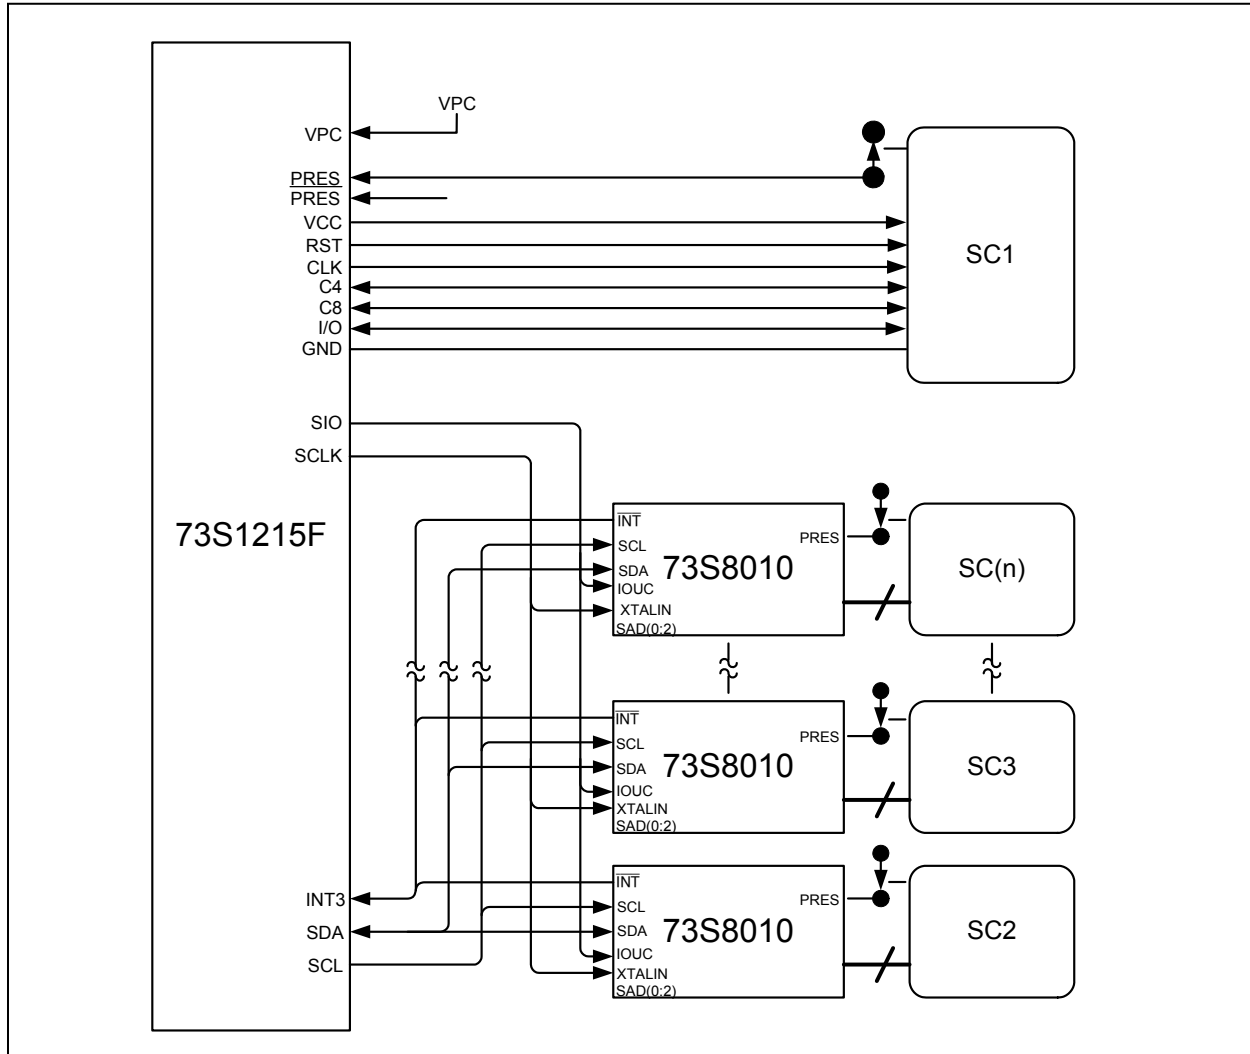 VPC
VPC
PRES
PRES
VCC
RST
CLK
C4
C8
I/O
GND
SC1
SIO
SCLK
73S1215F
INT
SCL
SDA
IOUC
XTALIN
SAD(0:2)
73S8010
PRES
SC(n)
INT
SCL
SDA
IOUC
XTALIN
SAD(0:2)
73S8010
PRES
SC3
INT
SCL
SDA
IOUC
XTALIN
SAD(0:2)
73S8010
PRES
SC2
INT3
SDA
SCL